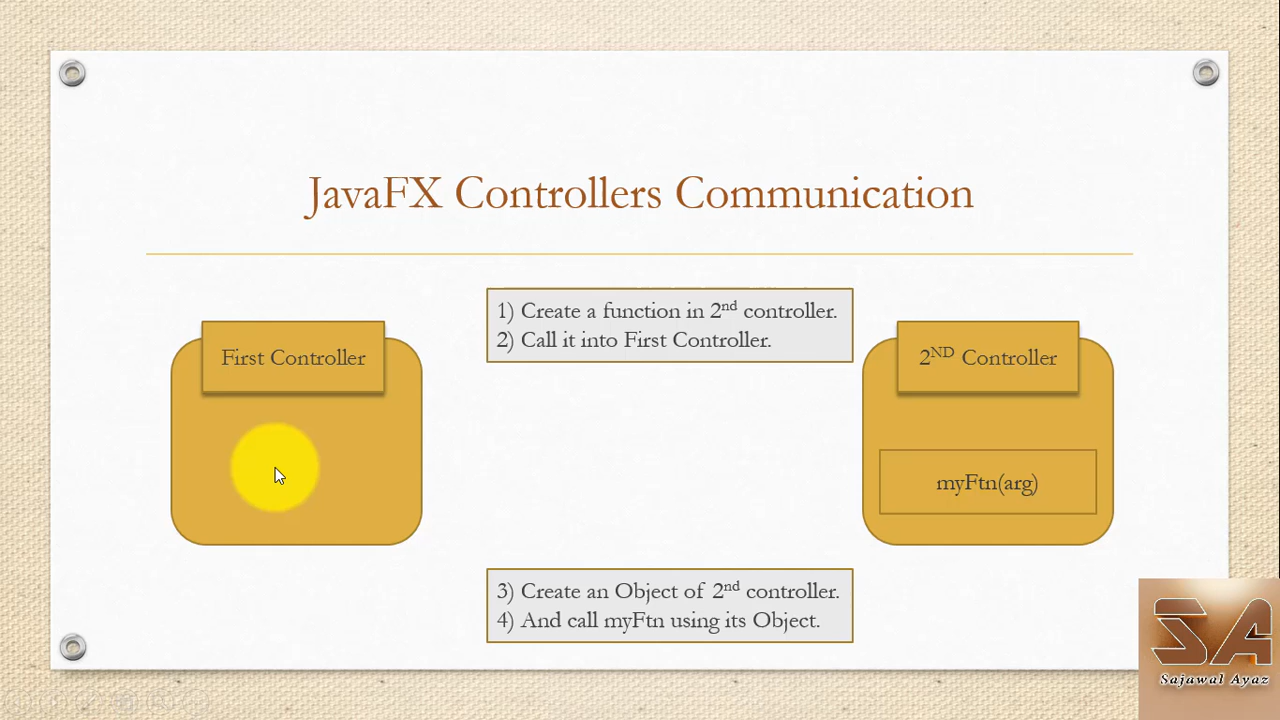 JavaFX Controllers Communication
1) Create a function in 2nd controller.
2) Call it into First Controller.
First Controller
2ND Controller
myFtn(arg)
3) Create an Object of 2nd controller.
4) And call myFtn using its Object.
SA
Sajawal Ayaz